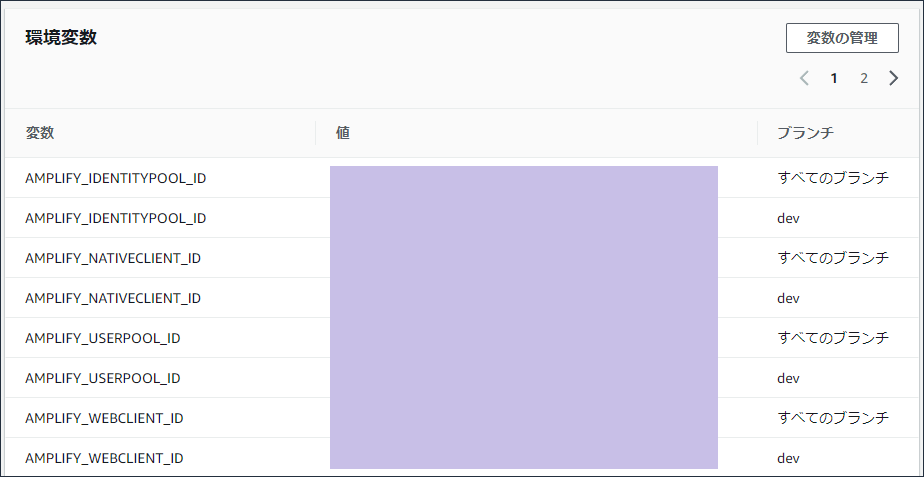 環境変数
変数の管理
1 2
変数 値 ブランチ
AMPLIFY_IDENTITYPOOL_ID すべてのブランチ
AMPLIFY_IDENTITYPOOL_ID dev
AMPLIFY_NATIVECLIENT_ID すべてのブランチ
AMPLIFY_NATIVECLIENT_ID dev
AMPLIFY_USERPOOL_ID すべてのブランチ
AMPLIFY_USERPOOL_ID dev
AMPLIFY_WEBCLIENT_ID すべてのブランチ
AMPLIFY_WEBCLIENT_ID dev